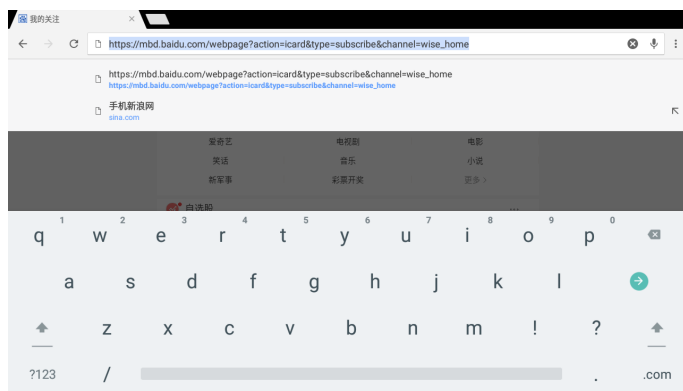 我的关注
https://mbd.baidu.com/webpage?action=icard&type=subscribe&channel=wise_home
https://mbd.baidu.com/webpage?action=icard&type=subscribe&channel=wise_home
https://mbd.baidu.com/webpage?action=icard&type=subscribe&channel=wise_home
手机新浪网
sina.com
爱奇艺 电视剧 电影
笑话 音乐 小说
新军事 彩票开奖 更多
自选股 ...
1 2 3 4 5 6 7 8 9 0
q w e r t y u i o p
a s d f g h j k l
z x c v b n m ! ?
?123 / . .com